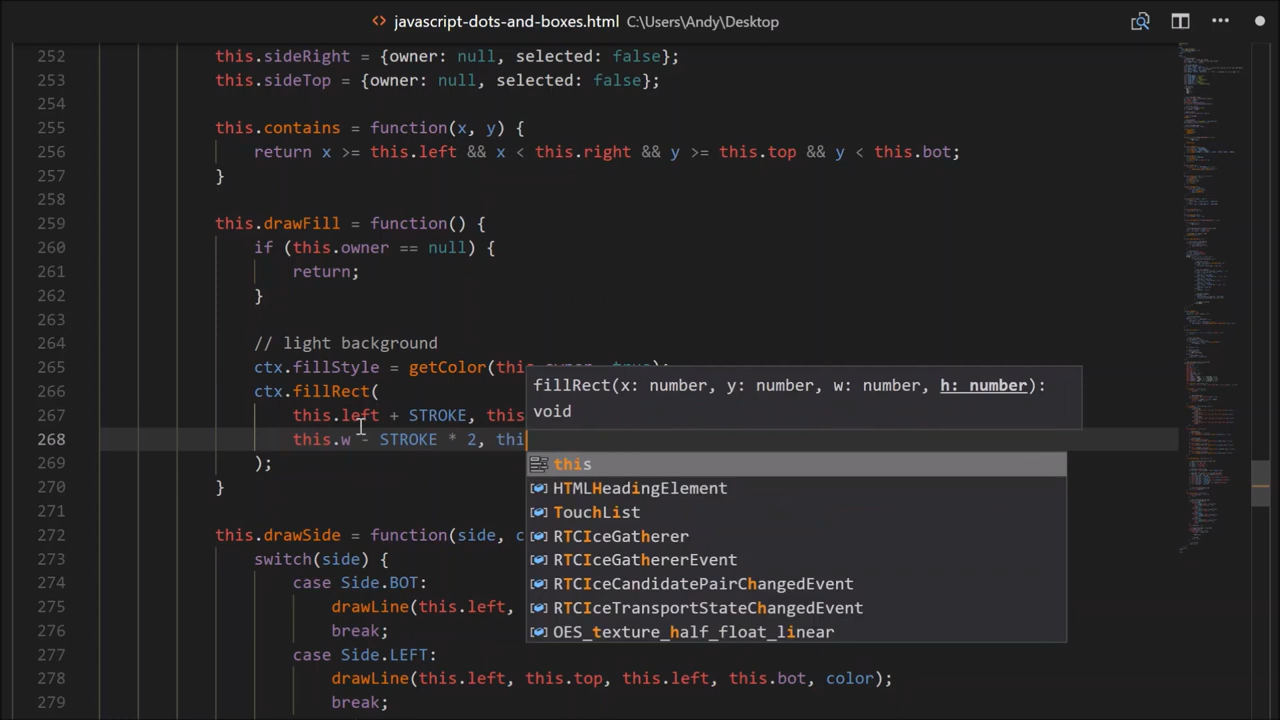 javascript-dots-and-boxes.html C:\Users\Andy\Desktop
252 this.sideRight = {owner: null, selected: false};
253 this.sideTop = {owner: null, selected: false};
254
255 this.contains = function(x, y) {
256 return x >= this.left && x < this.right && y >= this.top && y < this.bot;
257 }
258
259 this.drawFill = function() {
260 if (this.owner == null) {
261 return;
262 }
263
264 // light background
265 ctx.fillStyle = getColor(this.owner, true);
266 ctx.fillRect(
fillRect(x: number, y: number, w: number, h: number):
void
267 this.left + STROKE, this
268 this.w - STROKE * 2, thi
this
HTMLHeadingElement
TouchList
RTCIceGatherer
RTCIceGathererEvent
RTCIceCandidatePairChangedEvent
RTCIceTransportStateChangedEvent
OES_texture_half_float_linear
269 );
270 }
271
272 this.drawSide = function(side, c
273 switch(side) {
274 case Side.BOT:
275 drawLine(this.left,
276 break;
277 case Side.LEFT:
278 drawLine(this.left, this.top, this.left, this.bot, color);
279 break;